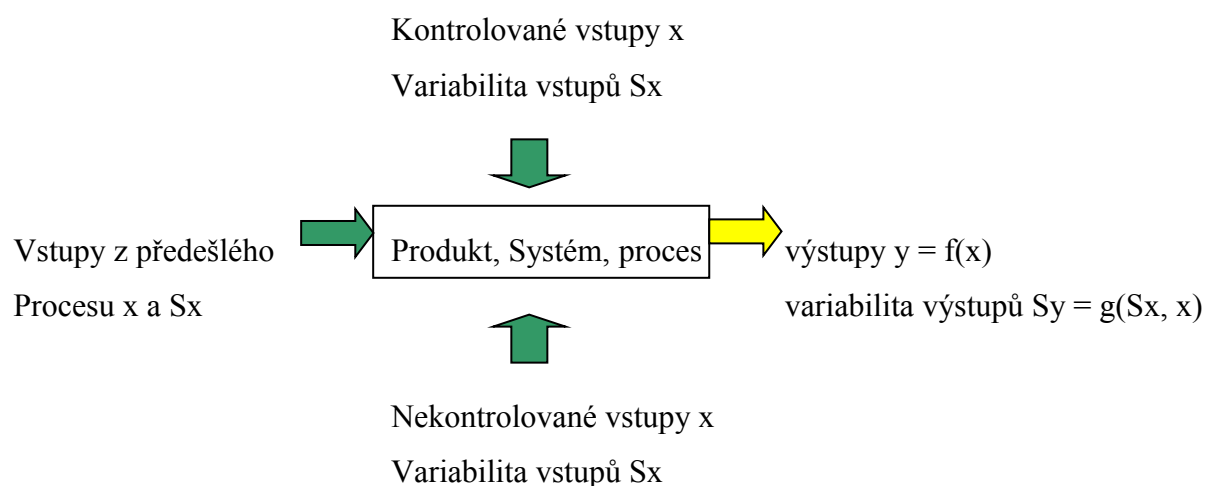 Kontrolované vstupy x
Variabilita vstupů Sx
Vstupy z předešlého
Procesu x a Sx
Produkt, Systém, proces
výstupy y = f(x)
variabilita výstupů Sy = g(Sx, x)
Nekontrolované vstupy x
Variabilita vstupů Sx